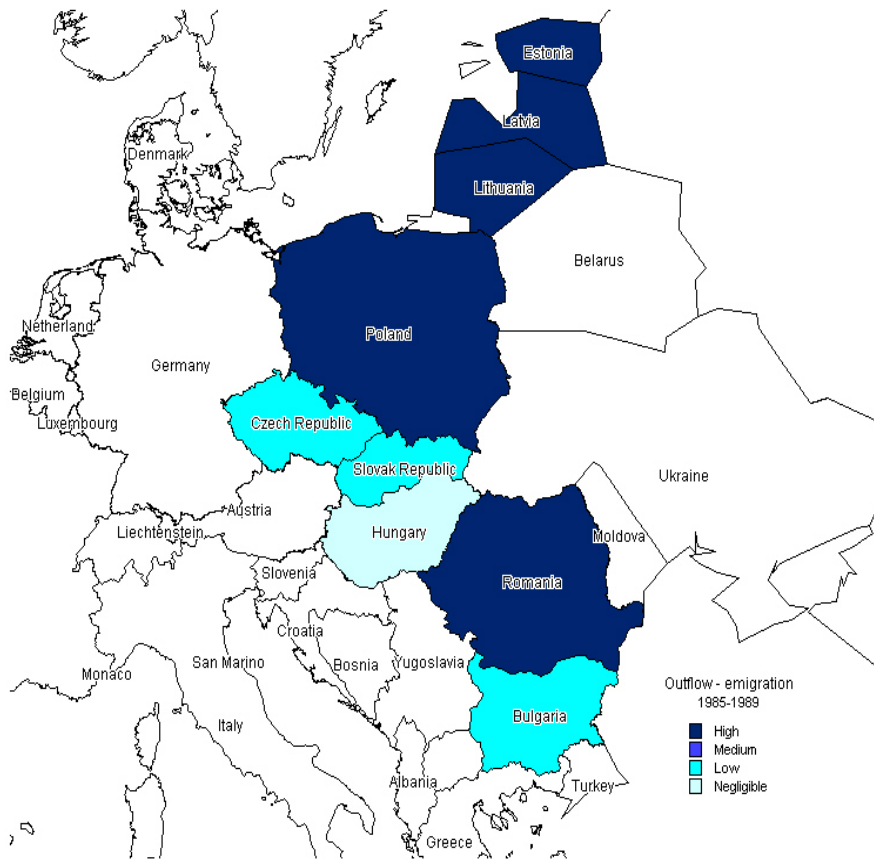 Estonia
Latvia
Denmark
Lithuania
Belarus
Netherland
Poland
Germany
Belgium
Luxembourg
Czech Republic
Slovak Republic
Ukraine
Austria
Liechtenstein
Hungary
Moldova
Slovenia
Romania
Croatia
San Marino
Bosnia
Yugoslavia
Monaco
Outflow - emigration
1985-1989
Bulgaria
Italy
High
Medium
Low
Negligible
Albania
Turkey
Greece